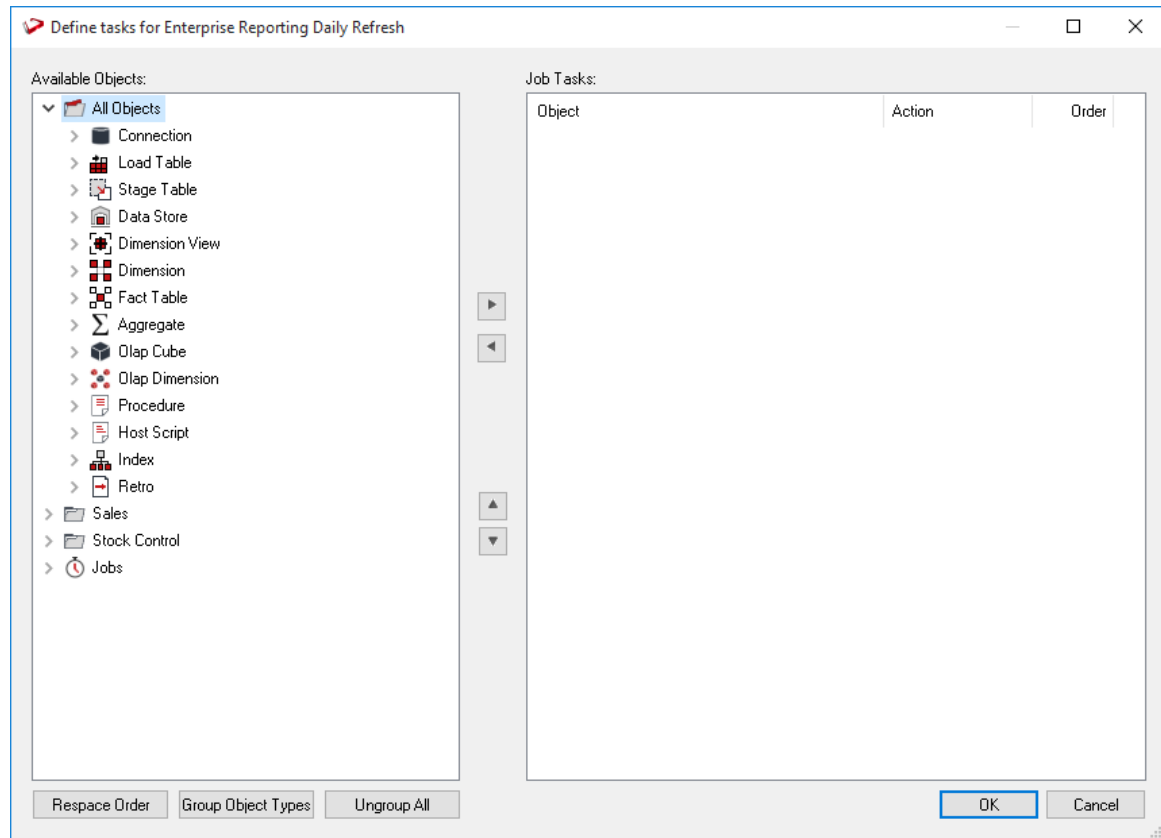 Define tasks for Enterprise Reporting Daily Refresh
Available Objects:
All Objects
Connection
Load Table
Stage Table
Data Store
Dimension View
Dimension
Fact Table
Aggregate
Olap Cube
Olap Dimension
Procedure
Host Script
Index
Retro
Sales
Stock Control
Jobs
Job Tasks:
Object Action Order
Respace Order Group Object Types Ungroup All OK Cancel